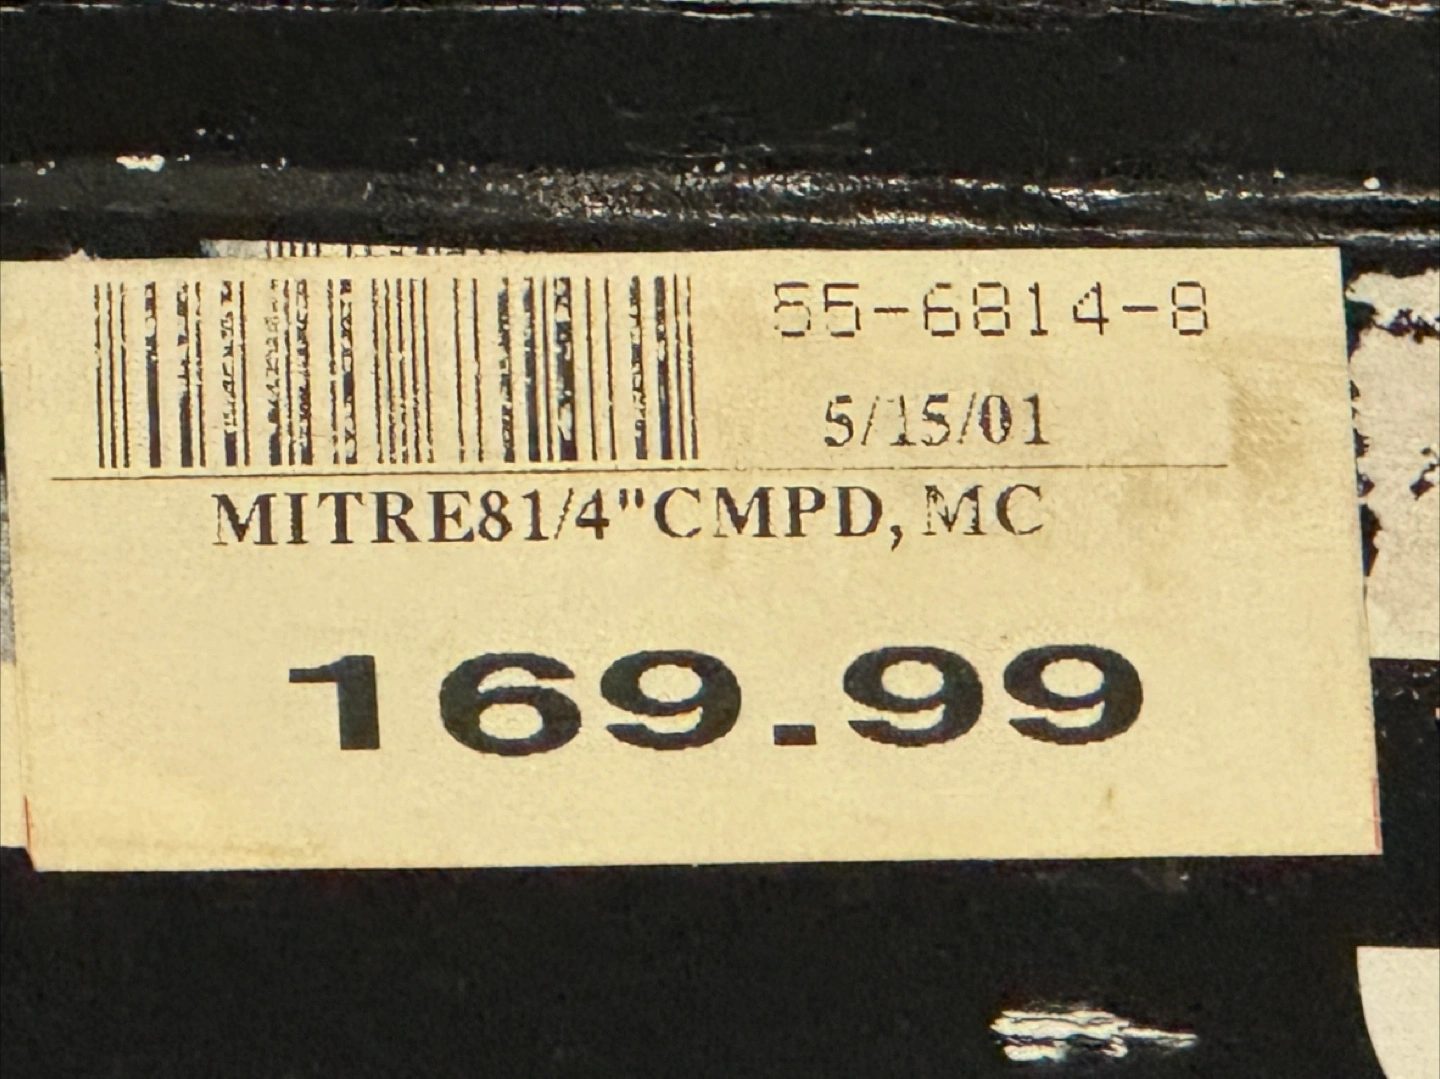 55-6814-8
5/15/01
MITRE81/4"CMPD, MC
169.99